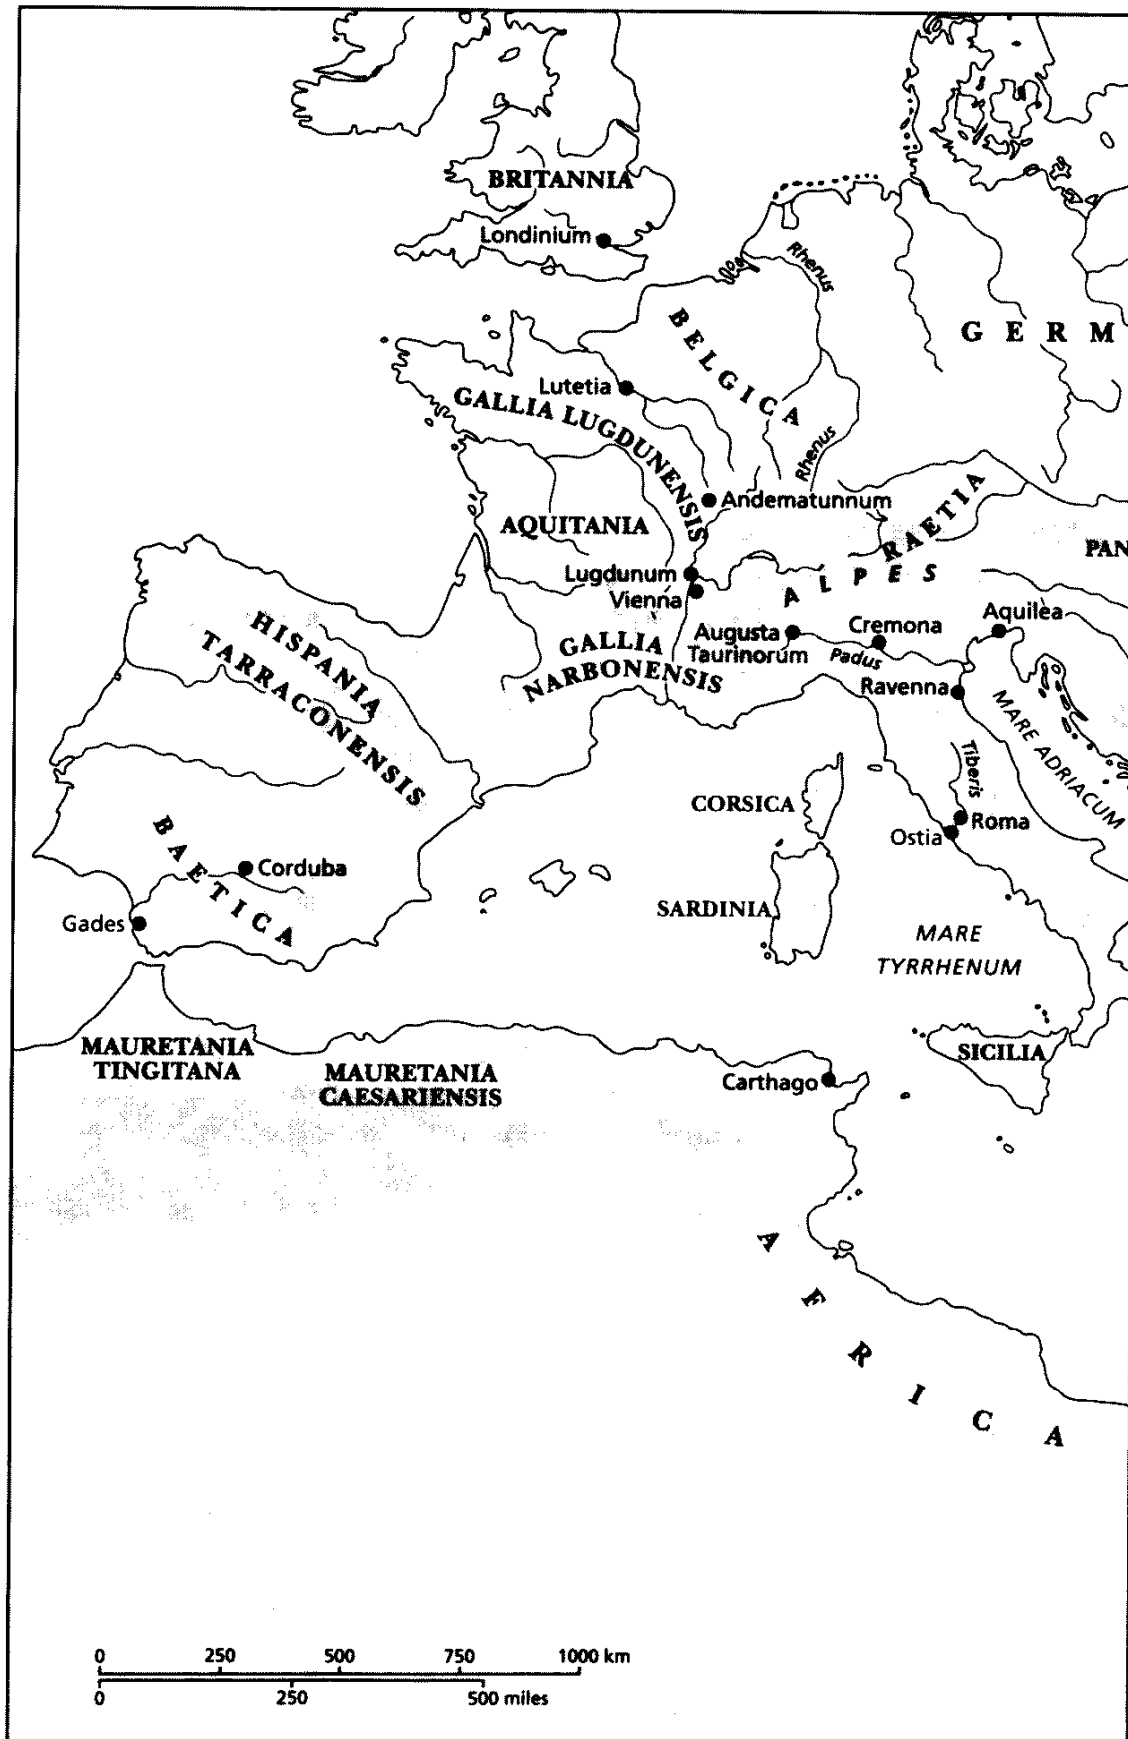 BRITANNIA
Londinium
Rhenus
BELGICA
GERM
Lutetia
GALLIA LUGDUNENSIS
Rhenus
Andematunnum
RAETIA
AQUITANIA
PAN
Lugdunum
ALPES
Vienna
HISPANIA
TARRACONENSIS
GALLIA
NARBONENSIS
Augusta
Taurinorum
Cremona
Aquilea
Padus
Ravenna
MARE ADRIACUM
Tiberis
CORSICA
Roma
Ostia
BAETICA
Corduba
SARDINIA
Gades
MARE
TYRRHENUM
MAURETANIA
TINGITANA
MAURETANIA
CAESARIENSIS
SICILIA
Carthago
AFRICA
0 250 500 750 1000 km
0 250 500 miles